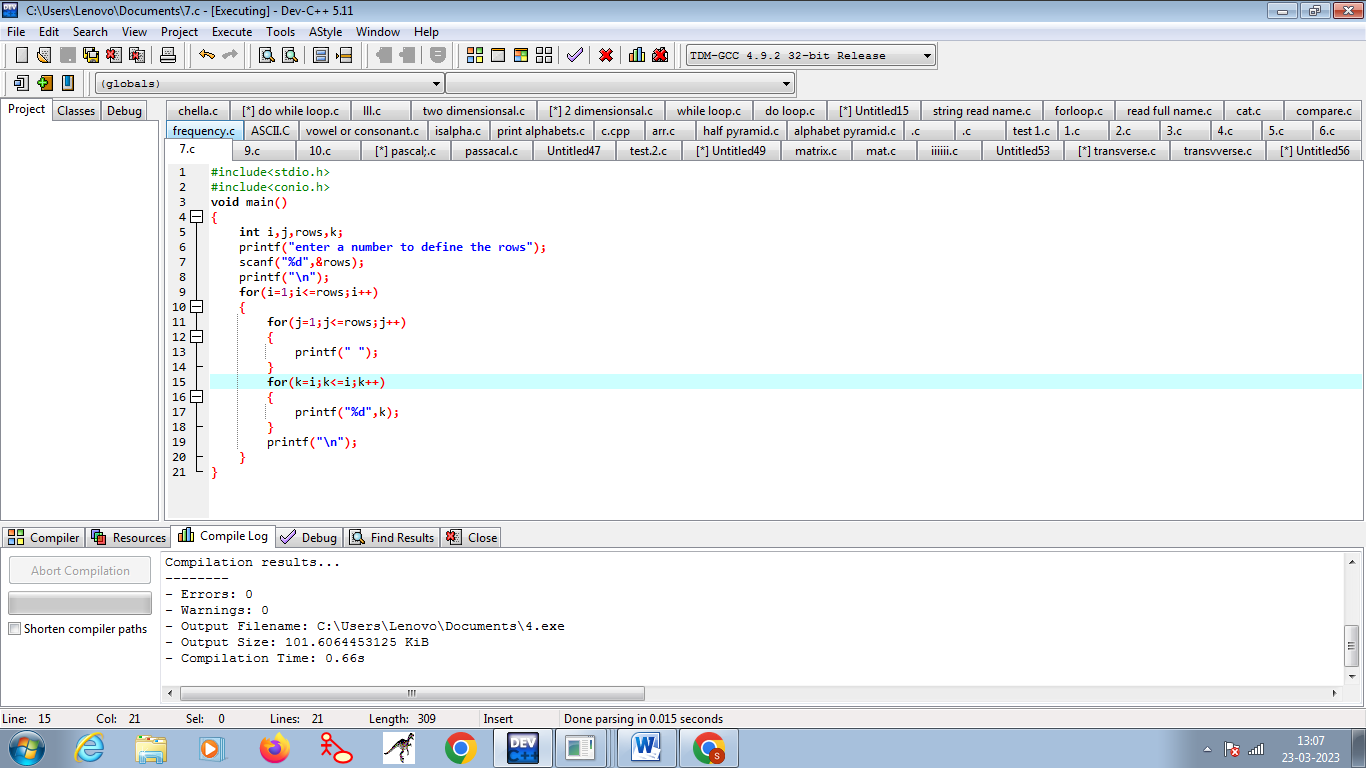 C:\Users\Lenovo\Documents\7.c - [Executing] - Dev-C++ 5.11
File Edit Search View Project Execute Tools AStyle Window Help
TDM-GCC 4.9.2 32-bit Release
(globals)
Project Classes Debug
chella.c [*] do while loop.c lll.c two dimensionsal.c [*] 2 dimensionsal.c while loop.c do loop.c [*] Untitled15 string read name.c forloop.c read full name.c cat.c compare.c
frequency.c ASCII.C vowel or consonant.c isalpha.c print alphabets.c c.cpp arr.c half pyramid.c alphabet pyramid.c .c .c test 1.c 1.c 2.c 3.c 4.c 5.c 6.c
7.c 9.c 10.c [*] pascal;.c passacal.c Untitled47 test.2.c [*] Untitled49 matrix.c mat.c iiiiii.c Untitled53 [*] transverse.c transvverse.c [*] Untitled56
1 #include<stdio.h>
2 #include<conio.h>
3 void main()
4 {
5 int i,j,rows,k;
6 printf("enter a number to define the rows");
7 scanf("%d",&rows);
8 printf("\n");
9 for(i=1;i<=rows;i++)
10 {
11 for(j=1;j<=rows;j++)
12 {
13 printf(" ");
14 }
15 for(k=i;k<=i;k++)
16 {
17 printf("%d",k);
18 }
19 printf("\n");
20 }
21 }
Compiler Resources Compile Log Debug Find Results Close
Abort Compilation
Shorten compiler paths
Compilation results...
--------
- Errors: 0
- Warnings: 0
- Output Filename: C:\Users\Lenovo\Documents\4.exe
- Output Size: 101.6064453125 KiB
- Compilation Time: 0.66s
Line: 15 Col: 21 Sel: 0 Lines: 21 Length: 309 Insert Done parsing in 0.015 seconds
DEV C++
W
S
13:07
23-03-2023